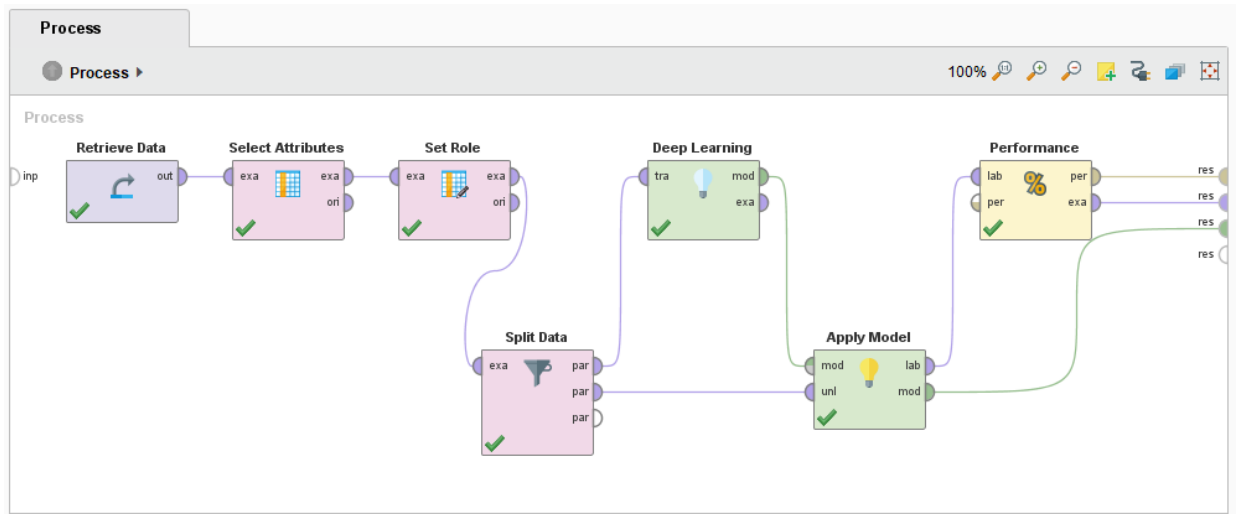 Process
Process
100%
Process
Retrieve Data
Select Attributes
Set Role
Deep Learning
Performance
inp
out
exa
exa
ori
exa
exa
ori
tra
mod
exa
lab
per
per
exa
res
res
res
res
Split Data
Apply Model
exa
par
par
par
mod
lab
unl
mod